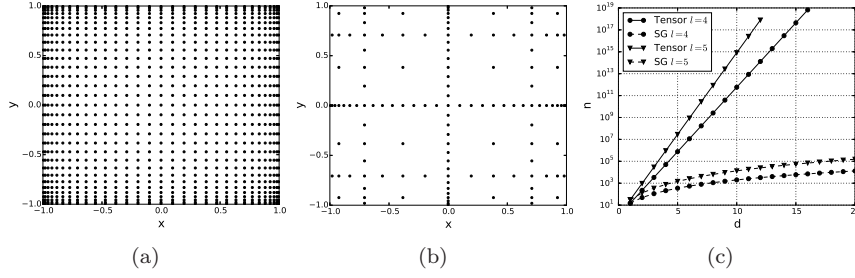 1.0
0.5
0.0
−0.5
−1.0
y
−1.0 −0.5 0.0 0.5 1.0
x
(a)
1.0
0.5
0.0
−0.5
−1.0
y
−1.0 −0.5 0.0 0.5 1.0
x
(b)
Tensor l=4
SG l=4
Tensor l=5
SG l=5
10^19
10^17
10^15
10^13
10^11
10^9
10^7
10^5
10^3
10^1
n
0 5 10 15 20
d
(c)